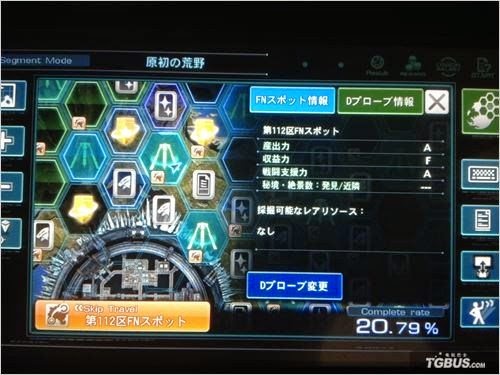 Segment Mode
原初の荒野
FNスポット情報
Dプローブ情報
第112区FNスポット
産出力 A
収益力 F
戦闘支援力 A
秘境・絶景数：発見/近隣 ---
採掘可能なレアリソース：
なし
Dプローブ変更
Skip Travel
第112区FNスポット
Complete rate
20.79%
TGBUS.com